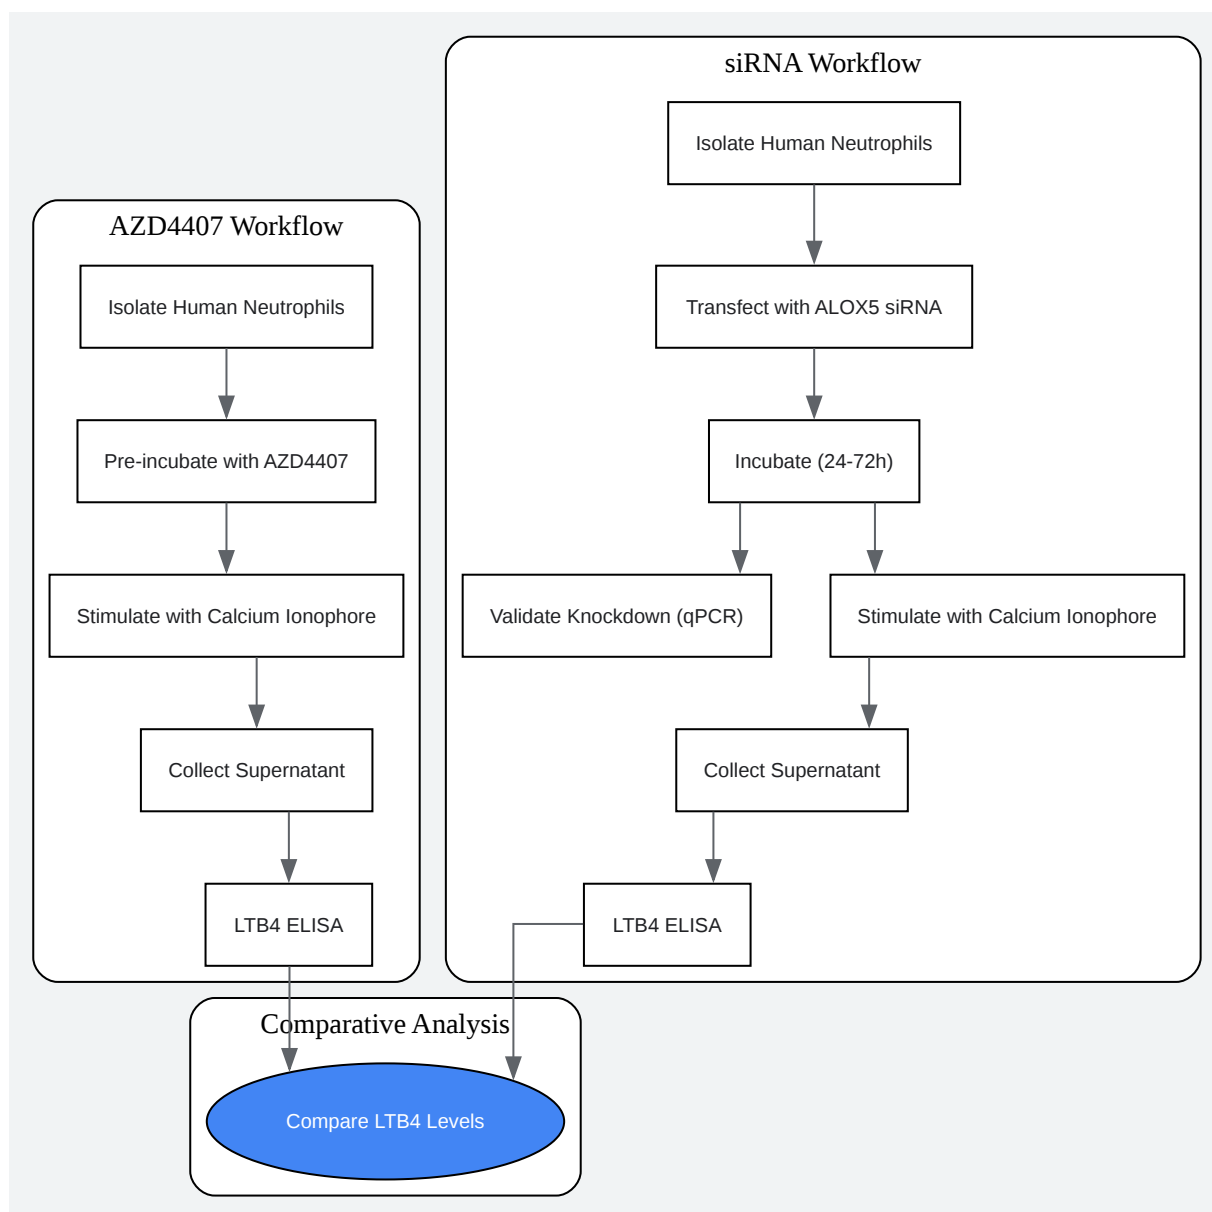 AZD4407 Workflow
Isolate Human Neutrophils
Pre-incubate with AZD4407
Stimulate with Calcium Ionophore
Collect Supernatant
LTB4 ELISA
siRNA Workflow
Isolate Human Neutrophils
Transfect with ALOX5 siRNA
Incubate (24-72h)
Validate Knockdown (qPCR)
Stimulate with Calcium Ionophore
Collect Supernatant
LTB4 ELISA
Comparative Analysis
Compare LTB4 Levels